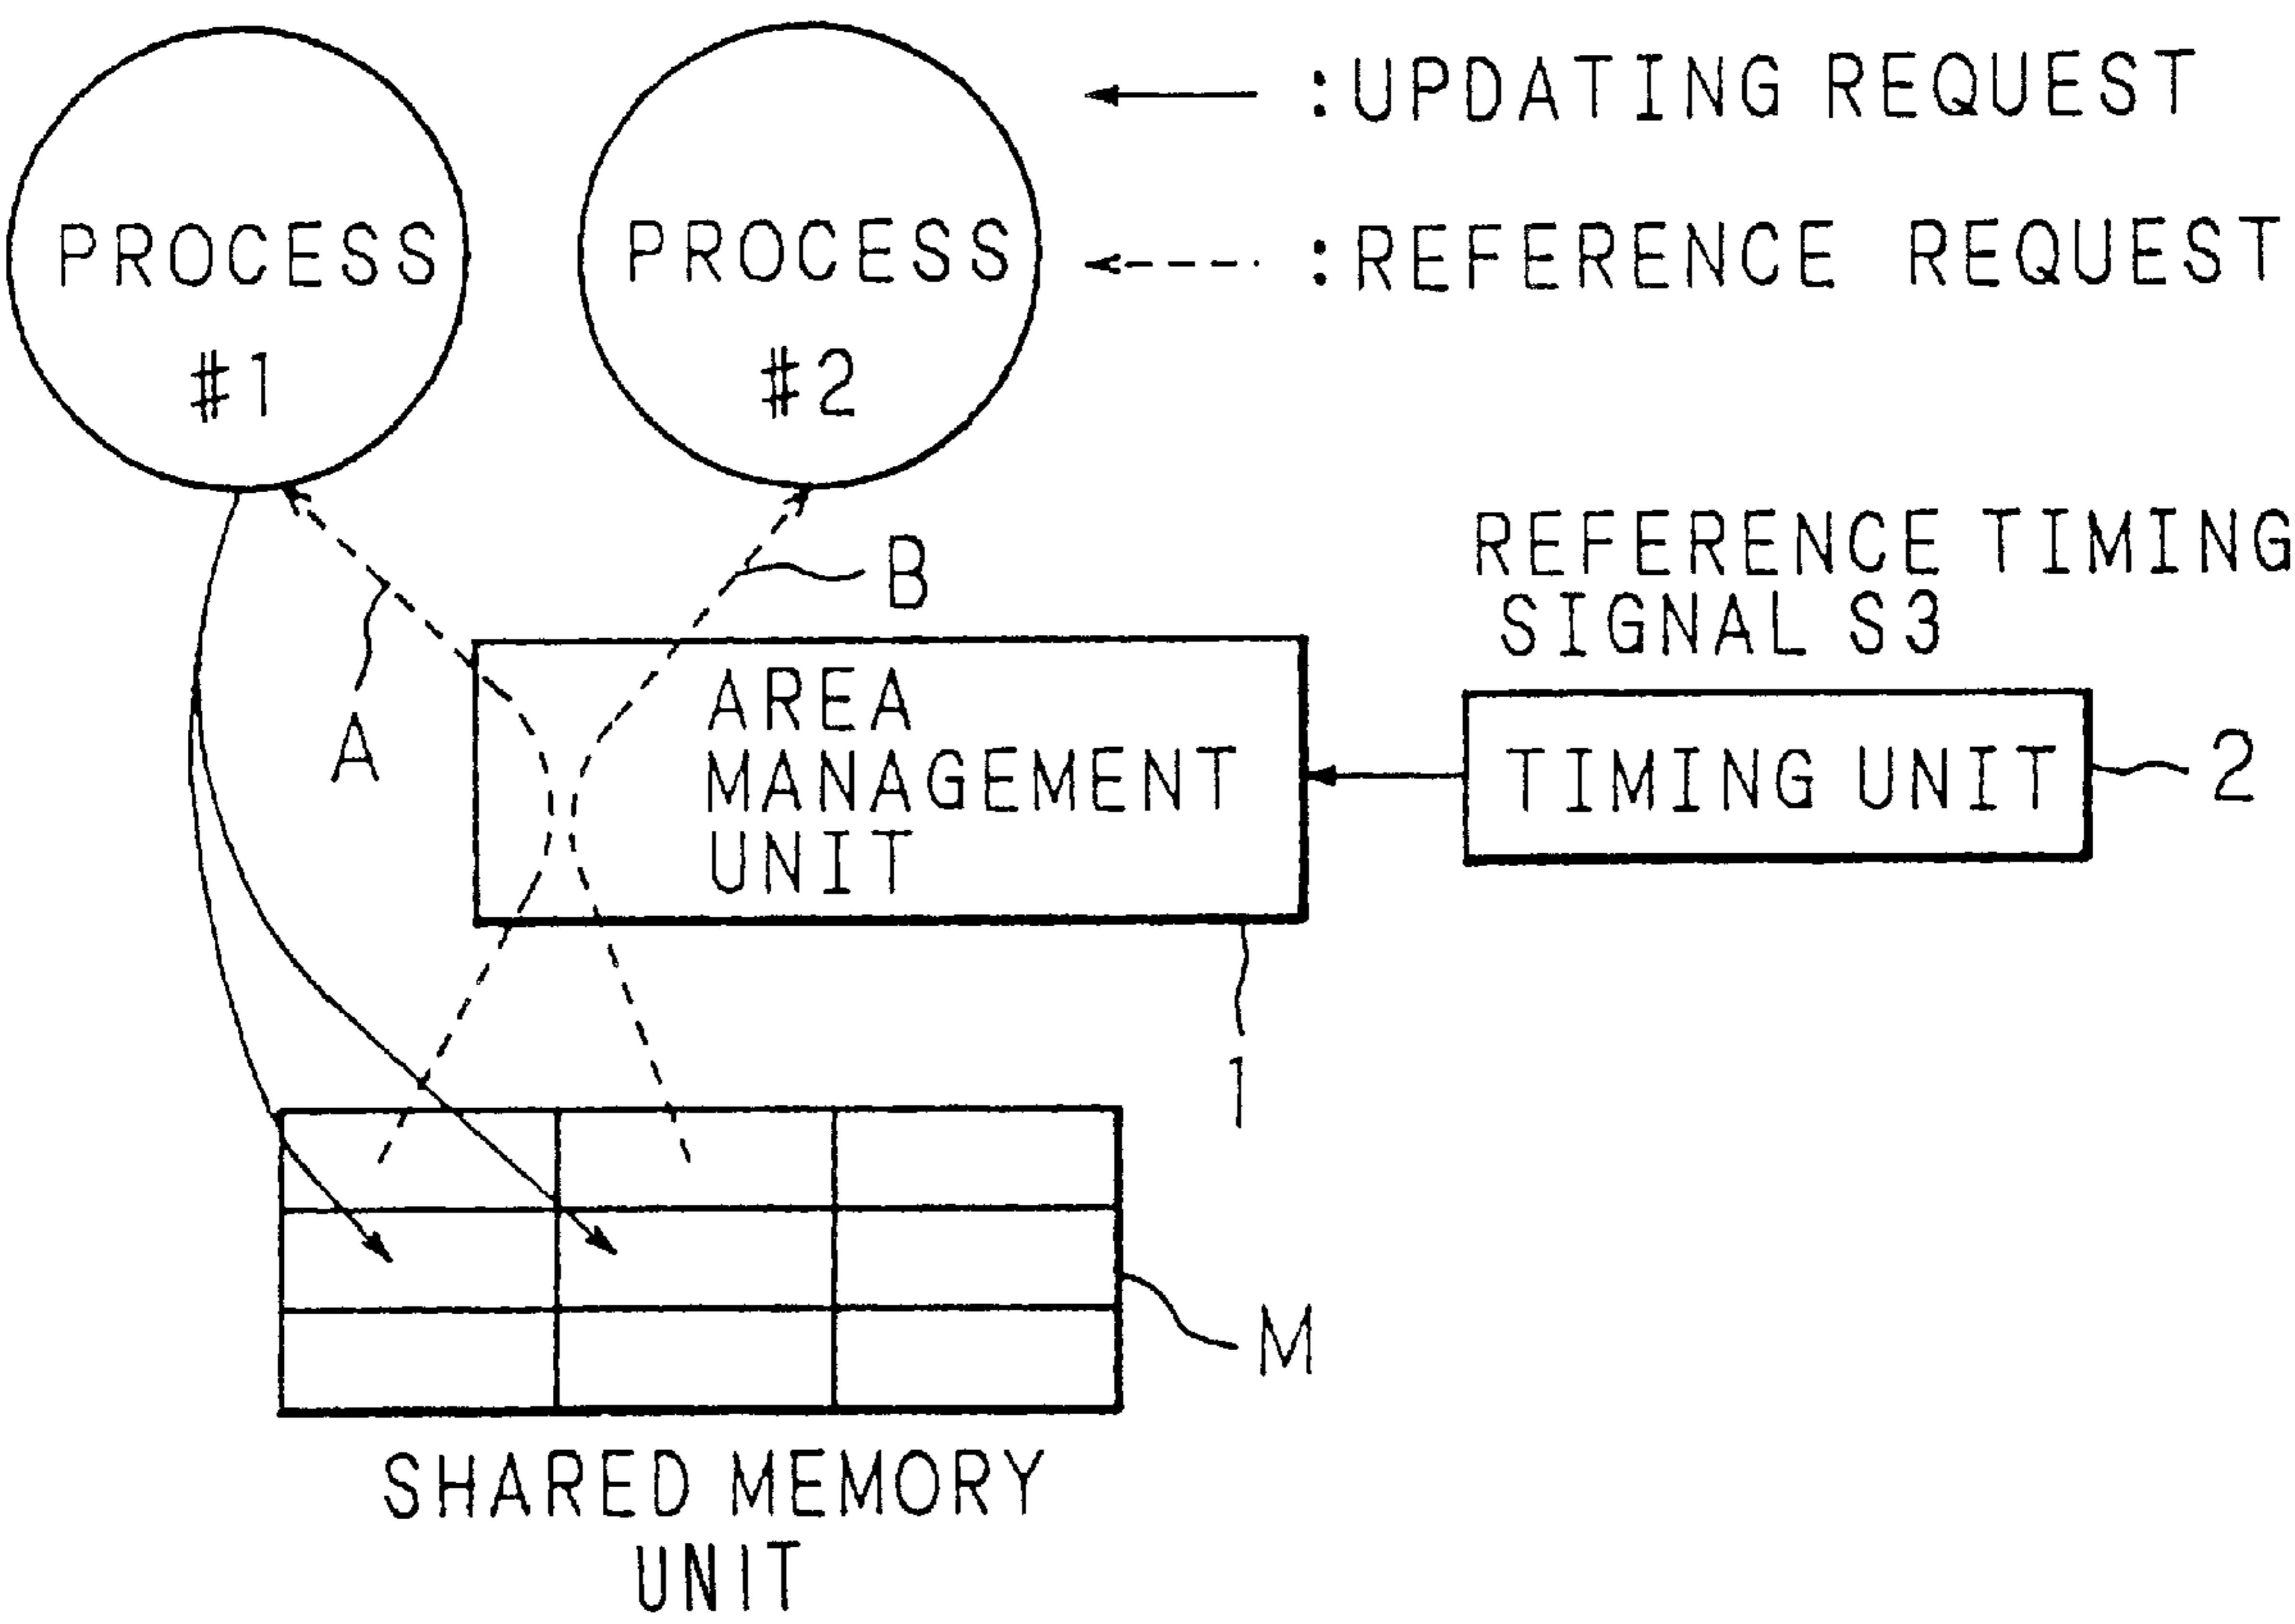 :UPDATING REQUEST
:REFERENCE REQUEST
PROCESS
#1
PROCESS
#2
A
B
REFERENCE TIMING
SIGNAL S3
AREA
MANAGEMENT
UNIT
TIMING UNIT
2
1
M
SHARED MEMORY
UNIT